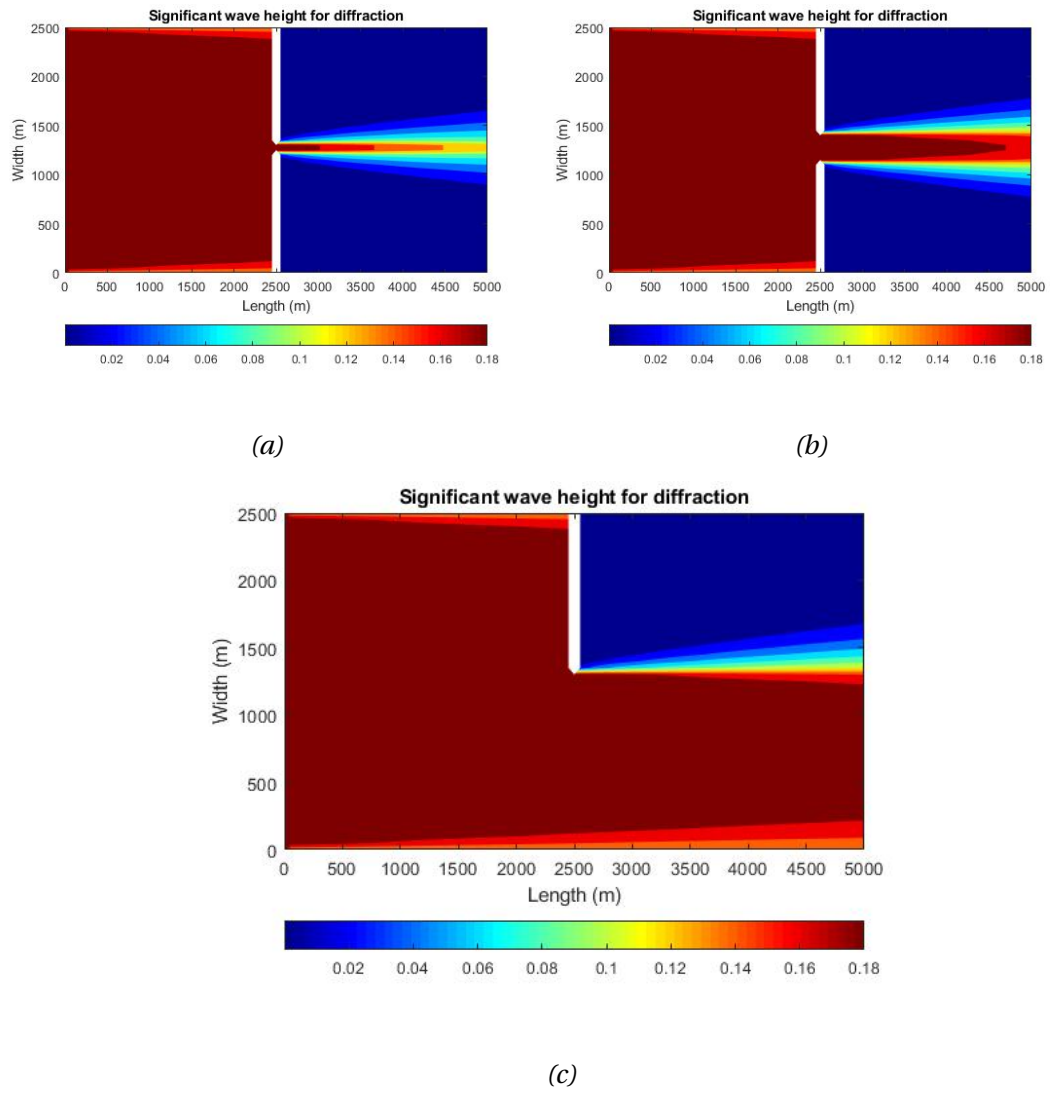 Significant wave height for diffraction
2500
2000
1500
1000
500
0
Width (m)
0 500 1000 1500 2000 2500 3000 3500 4000 4500 5000
Length (m)
0.02 0.04 0.06 0.08 0.1 0.12 0.14 0.16 0.18
(a)
Significant wave height for diffraction
2500
2000
1500
1000
500
0
Width (m)
0 500 1000 1500 2000 2500 3000 3500 4000 4500 5000
Length (m)
0.02 0.04 0.06 0.08 0.1 0.12 0.14 0.16 0.18
(b)
Significant wave height for diffraction
2500
2000
1500
1000
500
0
Width (m)
0 500 1000 1500 2000 2500 3000 3500 4000 4500 5000
Length (m)
0.02 0.04 0.06 0.08 0.1 0.12 0.14 0.16 0.18
(c)